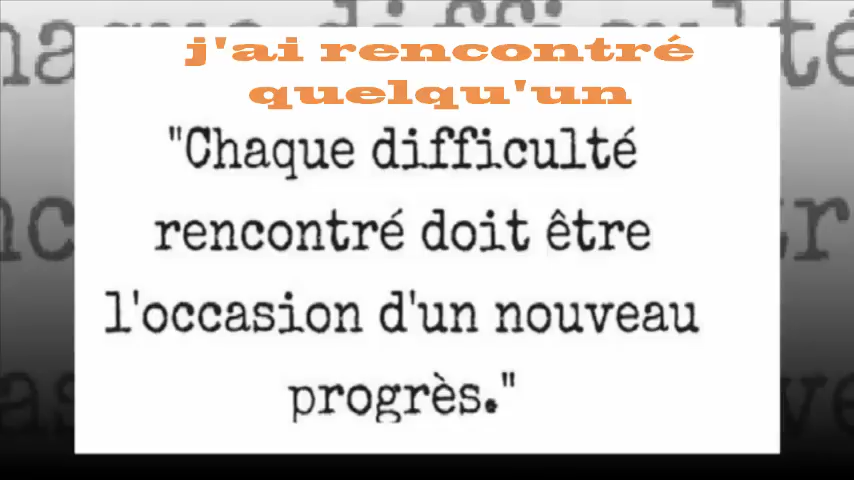 j'ai rencontré
quelqu'un
"Chaque difficulté
rencontré doit être
l'occasion d'un nouveau
progrès."